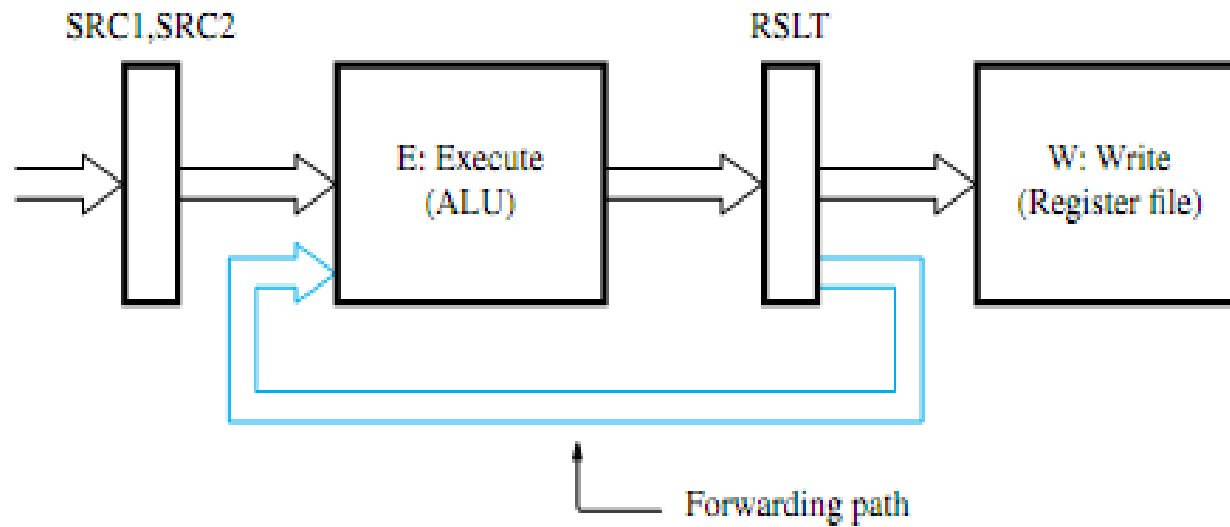 SRC1,SRC2
RSLT
E: Execute
(ALU)
W: Write
(Register file)
Forwarding path